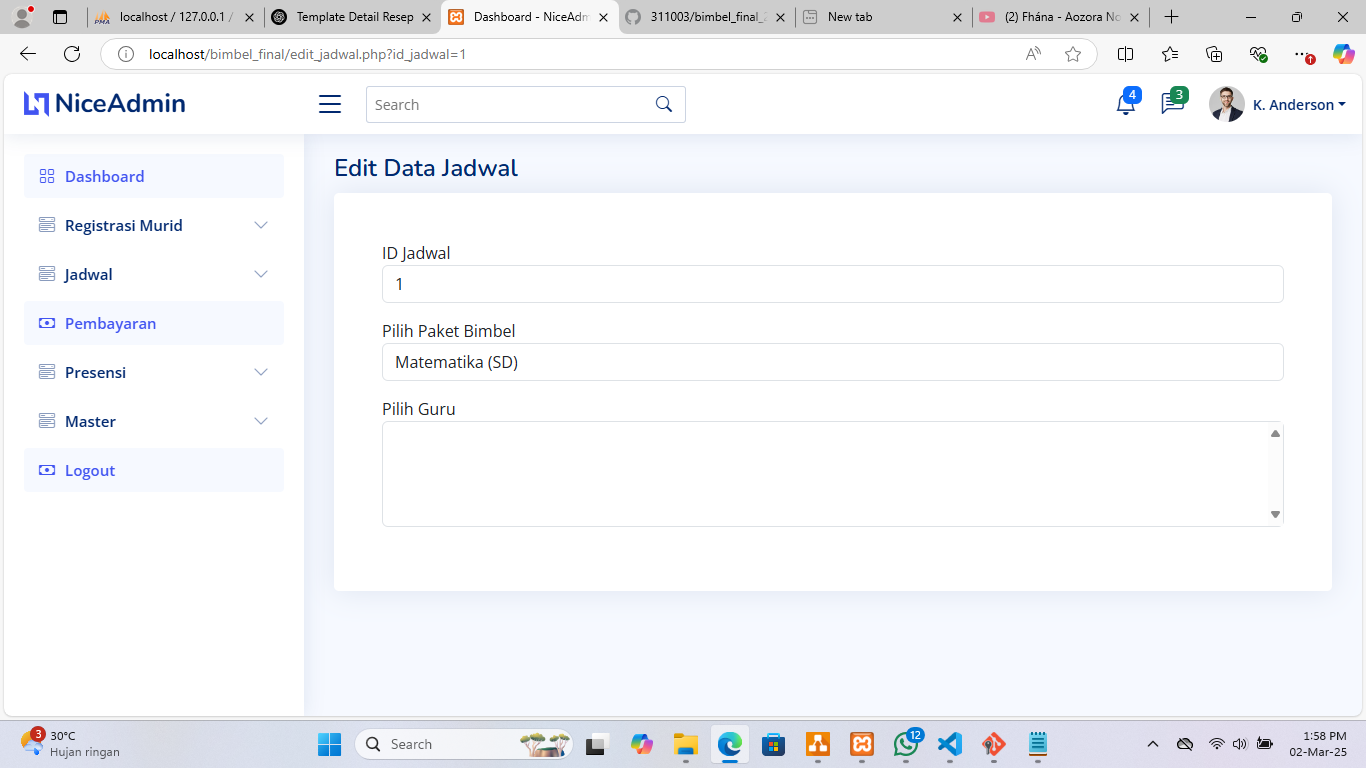 localhost / 127.0.0.1 /
Template Detail Resep
Dashboard - NiceAdm
311003/bimbel_final_2
New tab
(2) Fhána - Aozora No
localhost/bimbel_final/edit_jadwal.php?id_jadwal=1
NiceAdmin
Search
4
3
K. Anderson
Dashboard
Registrasi Murid
Jadwal
Pembayaran
Presensi
Master
Logout
Edit Data Jadwal
ID Jadwal
1
Pilih Paket Bimbel
Matematika (SD)
Pilih Guru
3
30°C
Hujan ringan
Search
12
1:58 PM
02-Mar-25